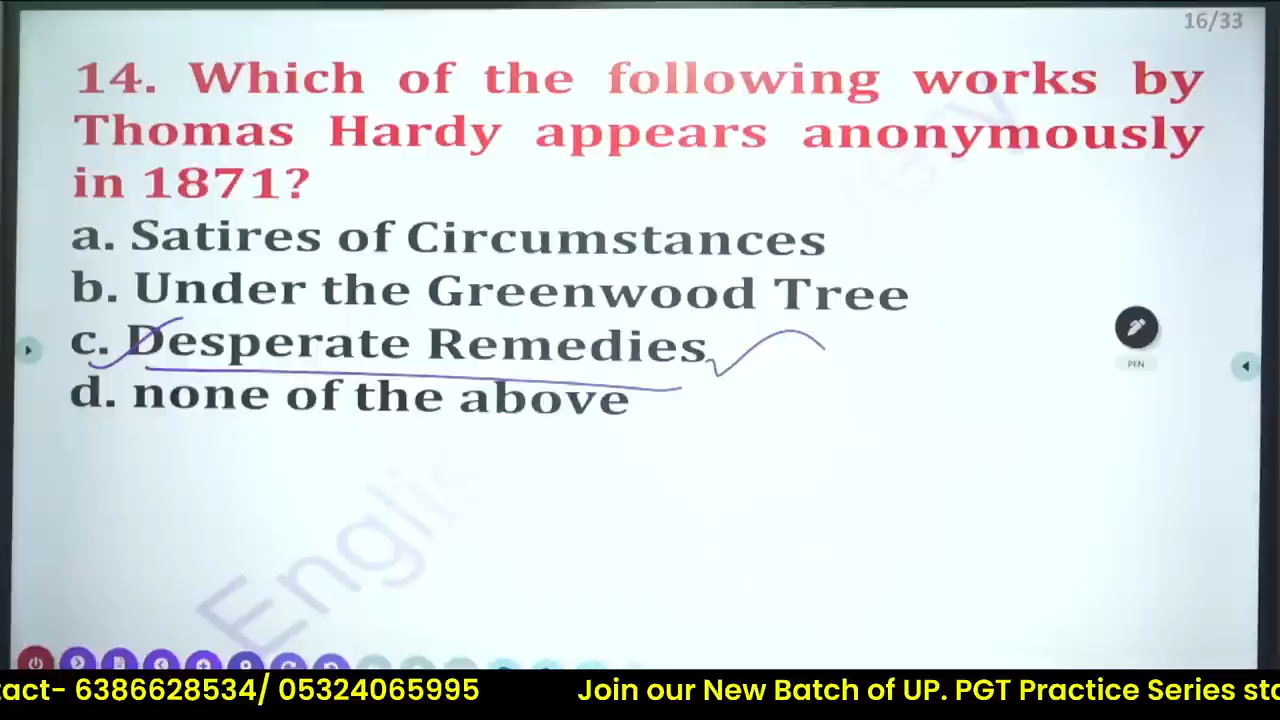 16/33
14. Which of the following works by
Thomas Hardy appears anonymously
in 1871?
a. Satires of Circumstances
b. Under the Greenwood Tree
c. Desperate Remedies
d. none of the above
PEN
Englis
tact- 6386628534/ 05324065995 Join our New Batch of UP. PGT Practice Series sta